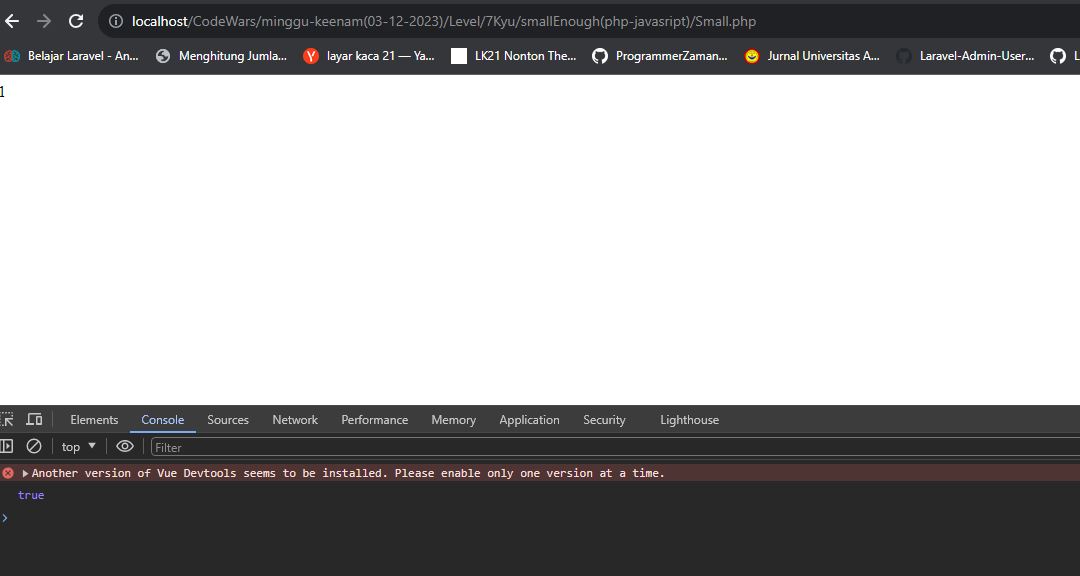 localhost/CodeWars/minggu-keenam(03-12-2023)/Level/7Kyu/smallEnough(php-javasript)/Small.php
Belajar Laravel - An... Menghitung Jumla... layar kaca 21 — Ya... LK21 Nonton The... ProgrammerZaman... Jurnal Universitas A... Laravel-Admin-User... L
1
Elements Console Sources Network Performance Memory Application Security Lighthouse
top Filter
Another version of Vue Devtools seems to be installed. Please enable only one version at a time.
true